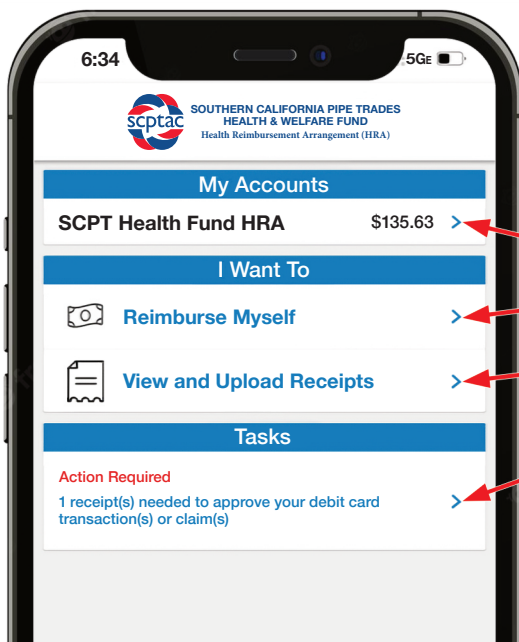 6:34
5GE
scptac
SOUTHERN CALIFORNIA PIPE TRADES
HEALTH & WELFARE FUND
Health Reimbursement Arrangement (HRA)
My Accounts
SCPT Health Fund HRA $135.63
I Want To
Reimburse Myself
View and Upload Receipts
Tasks
Action Required
1 receipt(s) needed to approve your debit card
transaction(s) or claim(s)